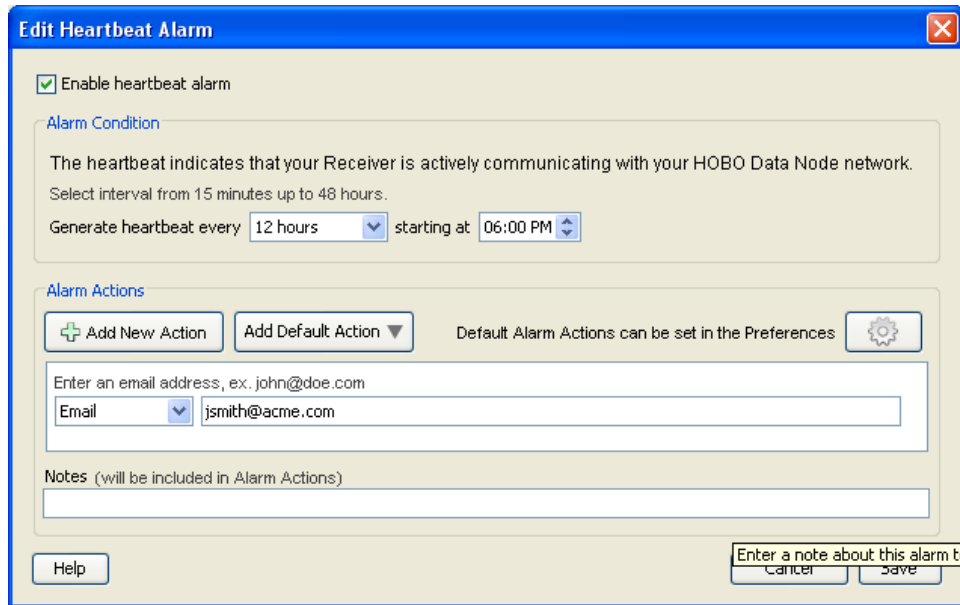 Edit Heartbeat Alarm
Enable heartbeat alarm
Alarm Condition
The heartbeat indicates that your Receiver is actively communicating with your HOBO Data Node network.
Select interval from 15 minutes up to 48 hours.
Generate heartbeat every 12 hours starting at 06:00 PM
Alarm Actions
Add New Action Add Default Action Default Alarm Actions can be set in the Preferences
Enter an email address, ex. john@doe.com
Email jsmith@acme.com
Notes (will be included in Alarm Actions)
Enter a note about this alarm t
Help Cancel Save